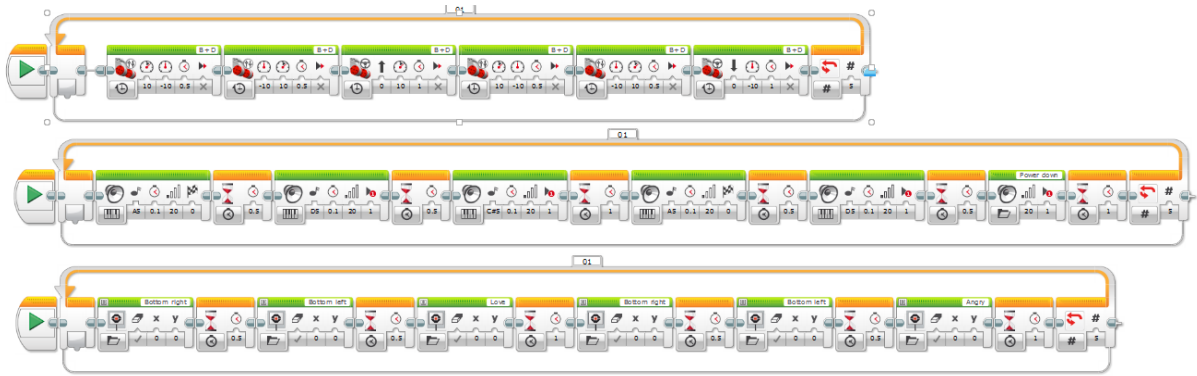 01
B + D B + D B + D B + D B + D B + D
#
10 -10 0.5 -10 10 0.5 0 10 1 10 -10 0.5 -10 10 0.5 0 -10 1 # 5
01
Power down
#
A5 0.1 20 0 0.5 D5 0.1 20 1 0.5 C#5 0.1 20 1 1 A5 0.1 20 0 0.5 D5 0.1 20 1 0.5 20 1 1 # 5
01
Bottom right Bottom left Love Bottom right Bottom left Angry
x y x y x y x y x y x y #
0 0 0.5 0 0 0.5 0 0 1 0 0 0.5 0 0 0.5 0 0 1 # 5